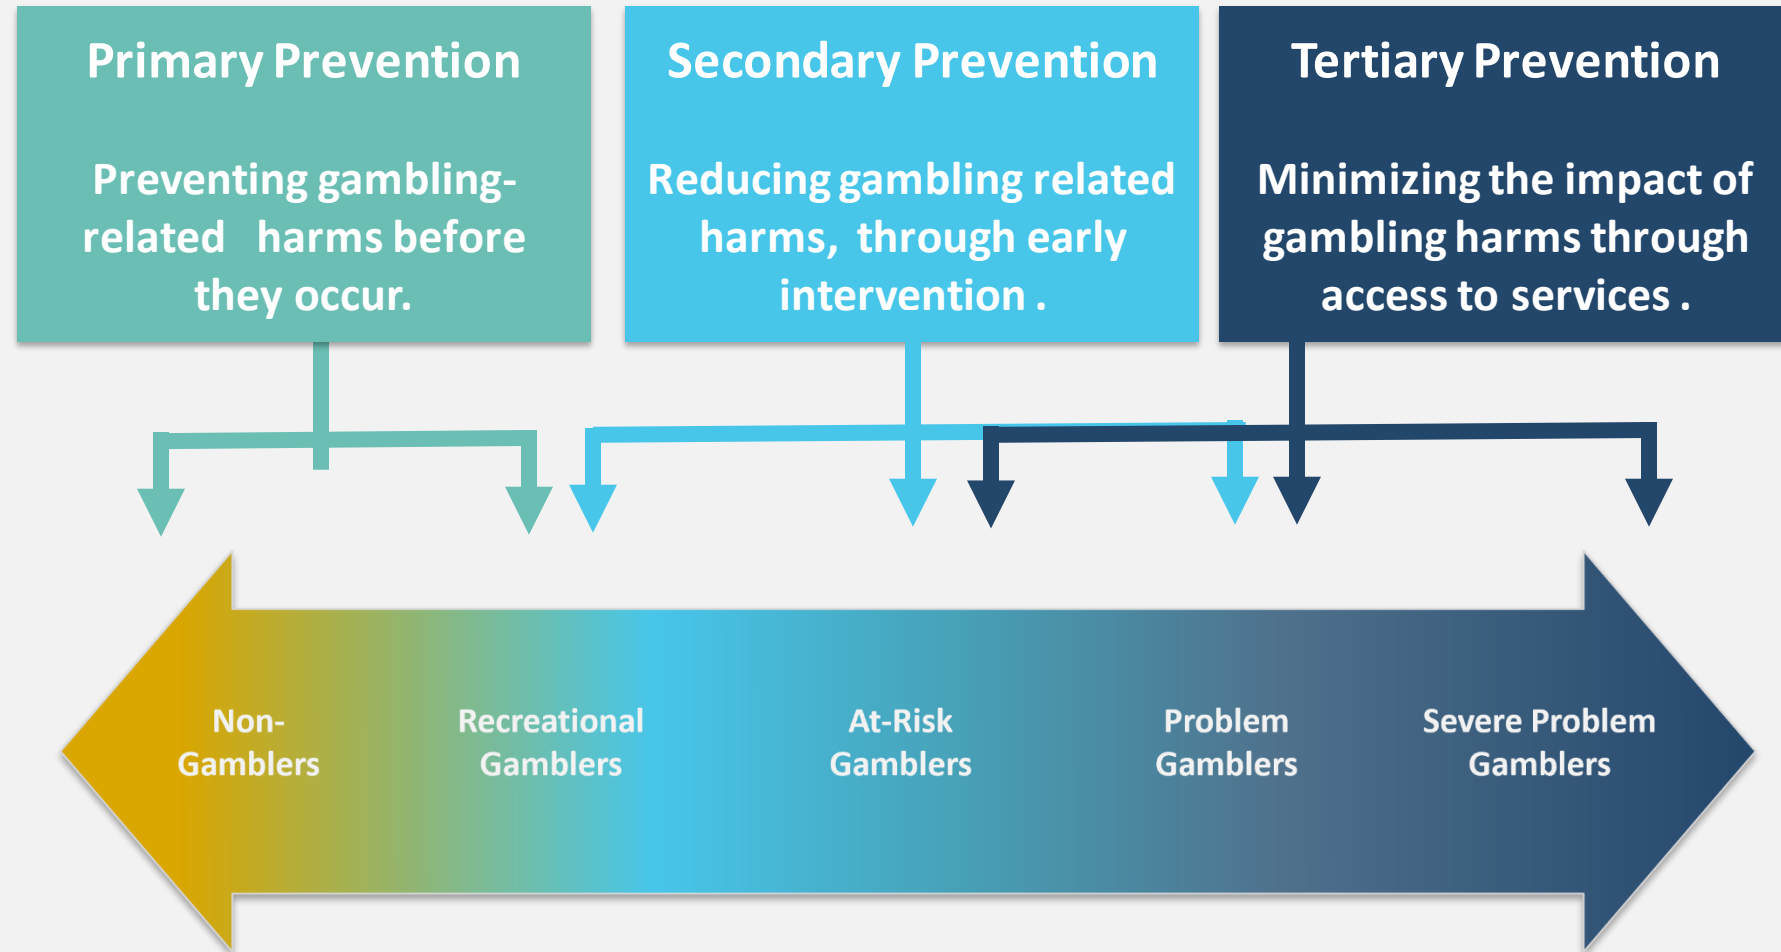 Primary Prevention
Preventing gambling-
related harms before
they occur.
Secondary Prevention
Reducing gambling related
harms, through early
intervention .
Tertiary Prevention
Minimizing the impact of
gambling harms through
access to services .
Non-
Gamblers
Recreational
Gamblers
At-Risk
Gamblers
Problem
Gamblers
Severe Problem
Gamblers